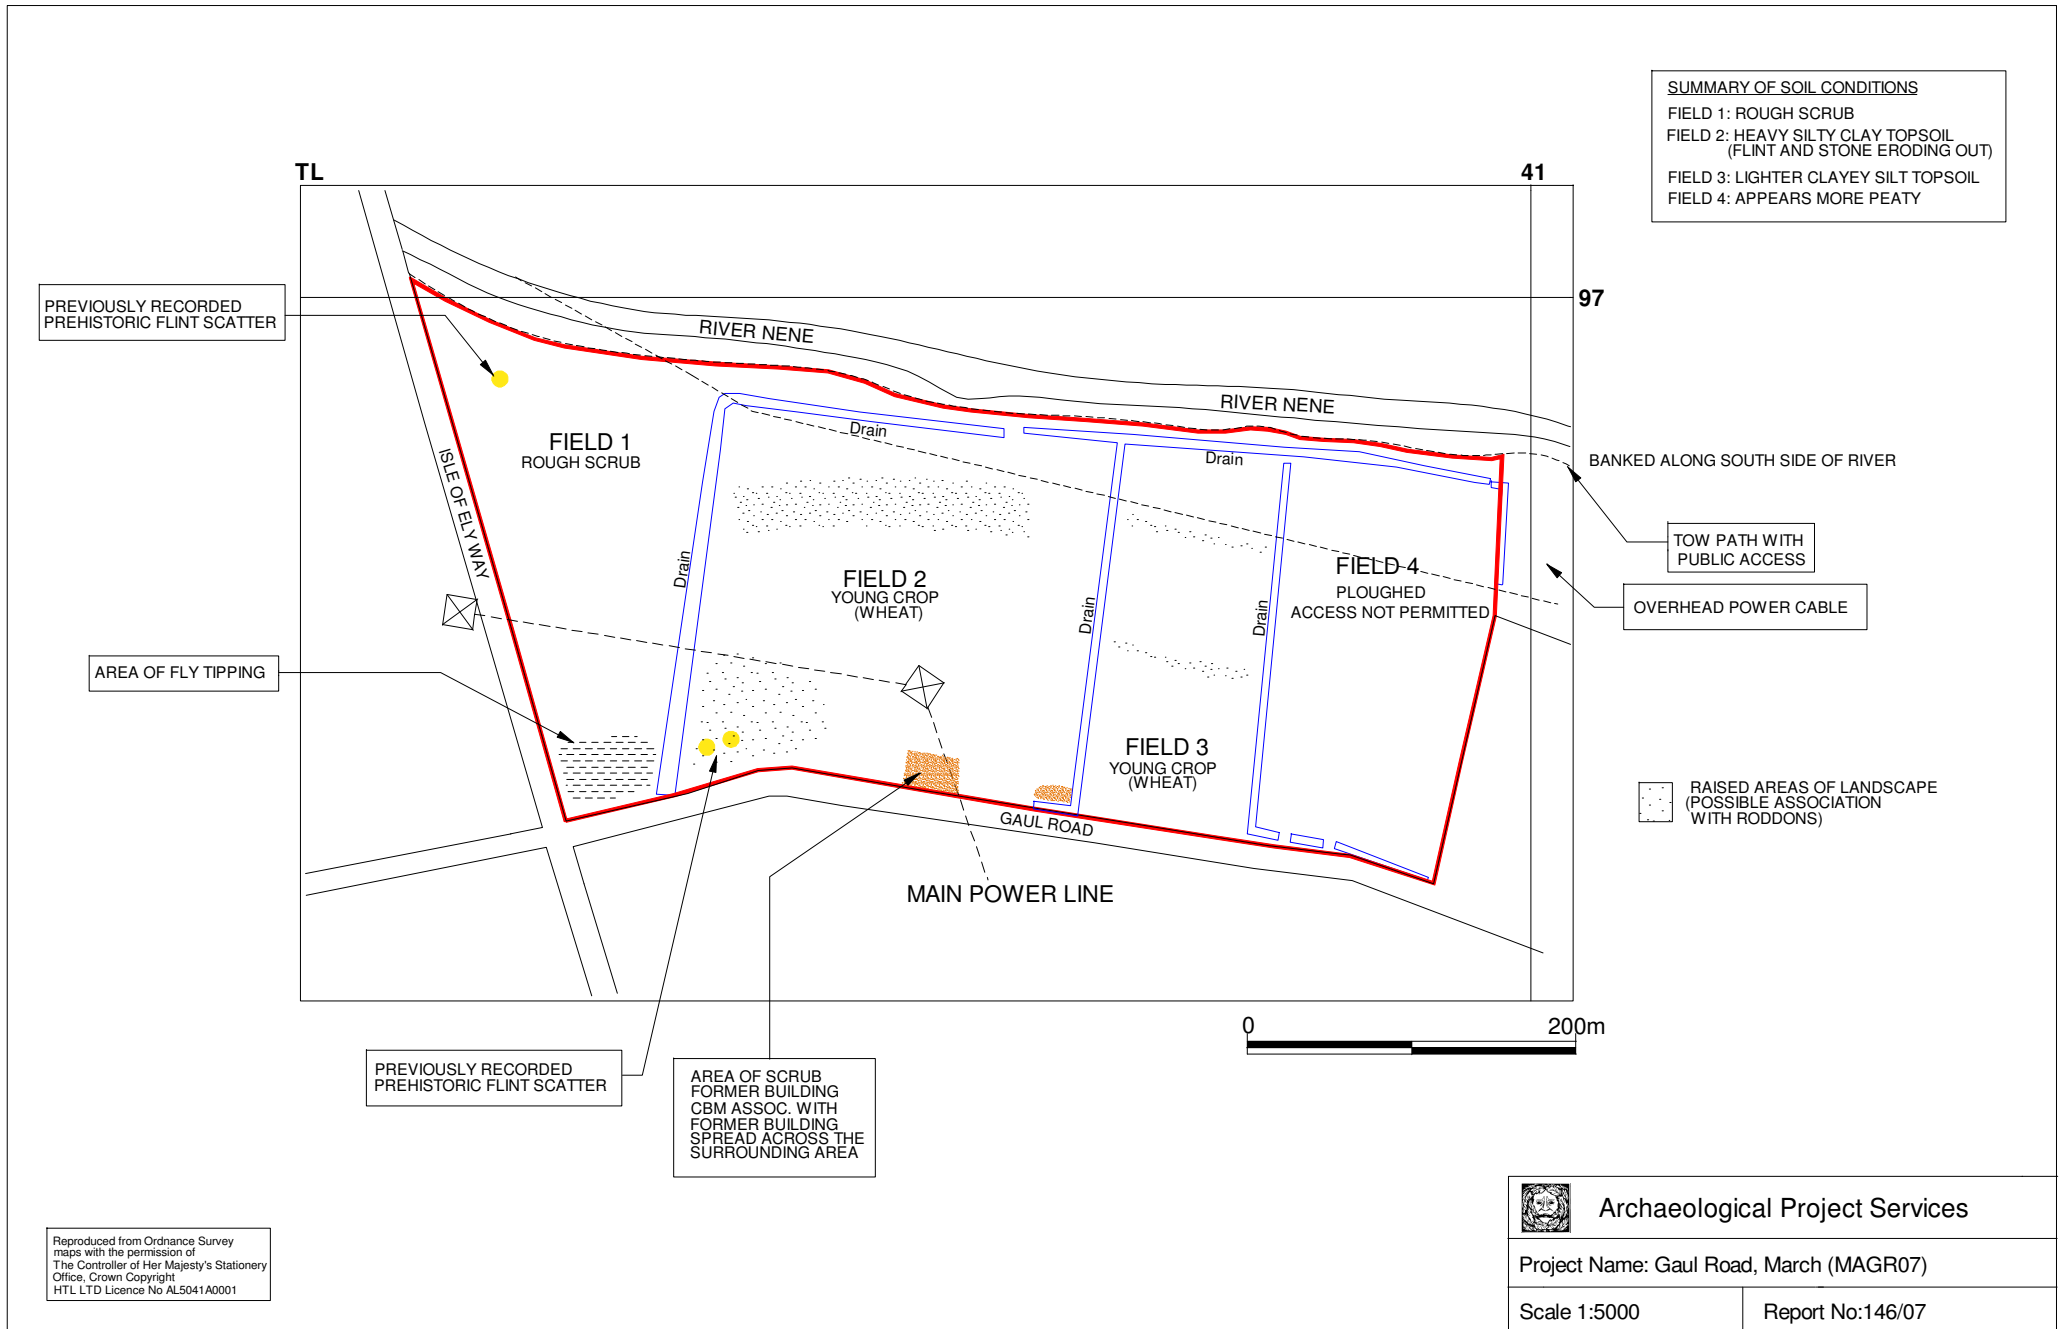 SUMMARY OF SOIL CONDITIONS
FIELD 1: ROUGH SCRUB
FIELD 2: HEAVY SILTY CLAY TOPSOIL
(FLINT AND STONE ERODING OUT)
FIELD 3: LIGHTER CLAYEY SILT TOPSOIL
FIELD 4: APPEARS MORE PEATY
TL
41
97
PREVIOUSLY RECORDED
PREHISTORIC FLINT SCATTER
RIVER NENE
RIVER NENE
FIELD 1
ROUGH SCRUB
ISLE OF ELY WAY
Drain
Drain
Drain
BANKED ALONG SOUTH SIDE OF RIVER
TOW PATH WITH
PUBLIC ACCESS
OVERHEAD POWER CABLE
FIELD 2
YOUNG CROP
(WHEAT)
Drain
Drain
FIELD 4
PLOUGHED
ACCESS NOT PERMITTED
AREA OF FLY TIPPING
FIELD 3
YOUNG CROP
(WHEAT)
GAUL ROAD
MAIN POWER LINE
RAISED AREAS OF LANDSCAPE
(POSSIBLE ASSOCIATION
WITH RODDONS)
0
200m
PREVIOUSLY RECORDED
PREHISTORIC FLINT SCATTER
AREA OF SCRUB
FORMER BUILDING
CBM ASSOC. WITH
FORMER BUILDING
SPREAD ACROSS THE
SURROUNDING AREA
Reproduced from Ordnance Survey
maps with the permission of
The Controller of Her Majesty's Stationery
Office, Crown Copyright
HTL LTD Licence No AL5041A0001
Archaeological Project Services
Project Name: Gaul Road, March (MAGR07)
Scale 1:5000
Report No:146/07